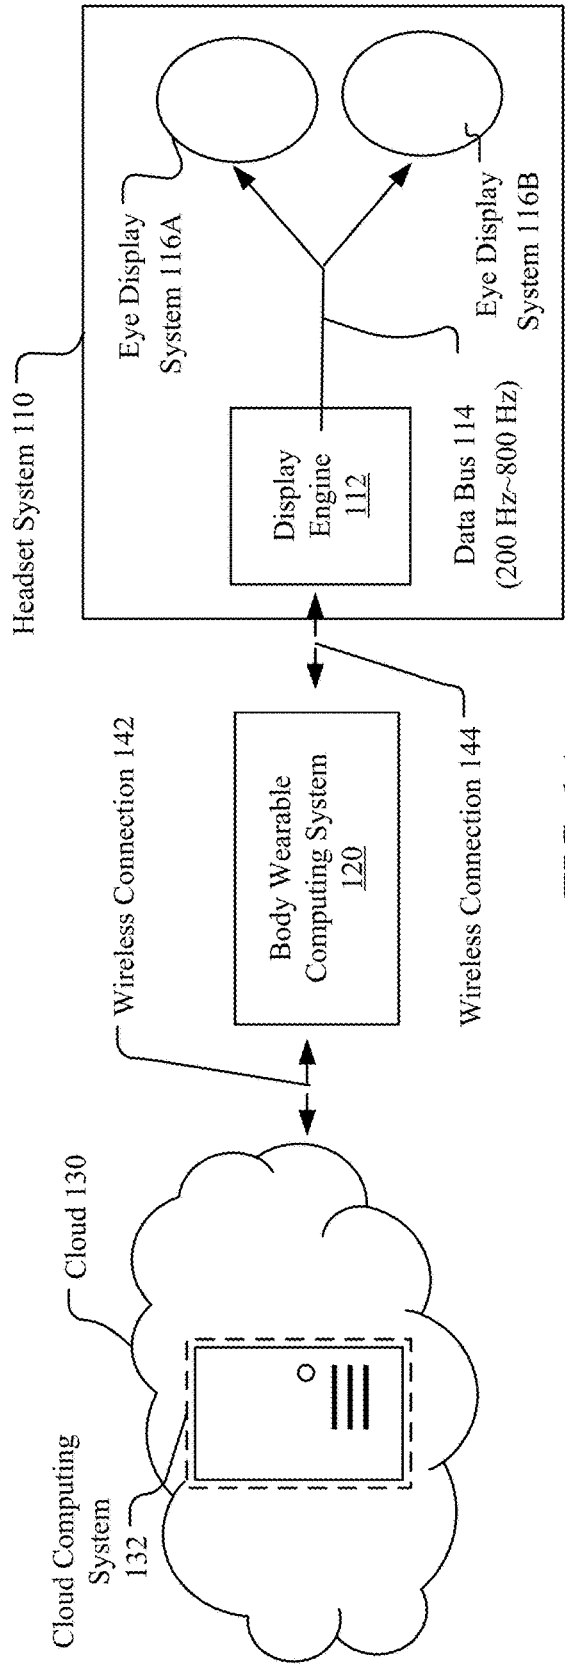 Cloud Computing
System
132
Cloud 130
Wireless Connection 142
Body Wearable
Computing System
120
Wireless Connection 144
Headset System 110
Display
Engine
112
Data Bus 114
(200 Hz~800 Hz)
Eye Display
System 116A
Eye Display
System 116B